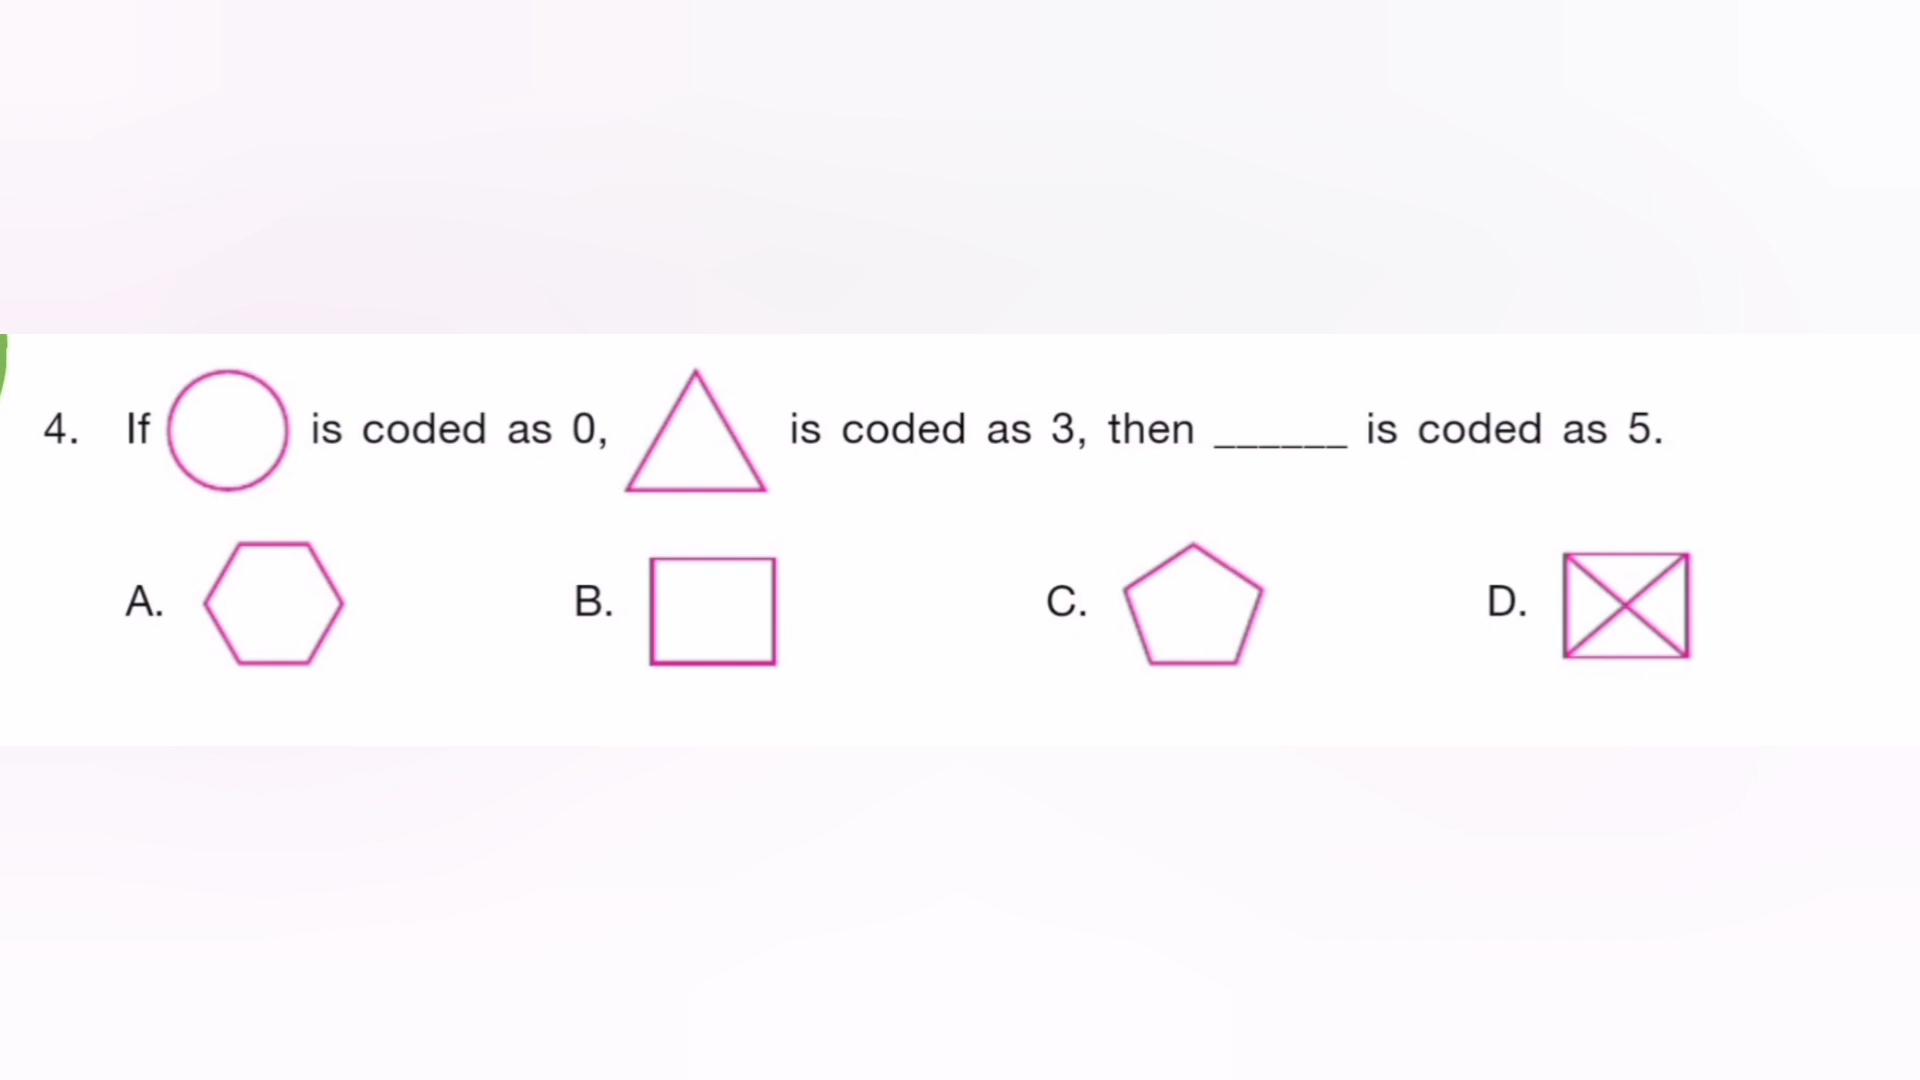 4. If is coded as 0, is coded as 3, then ______ is coded as 5.
A. B. C. D.